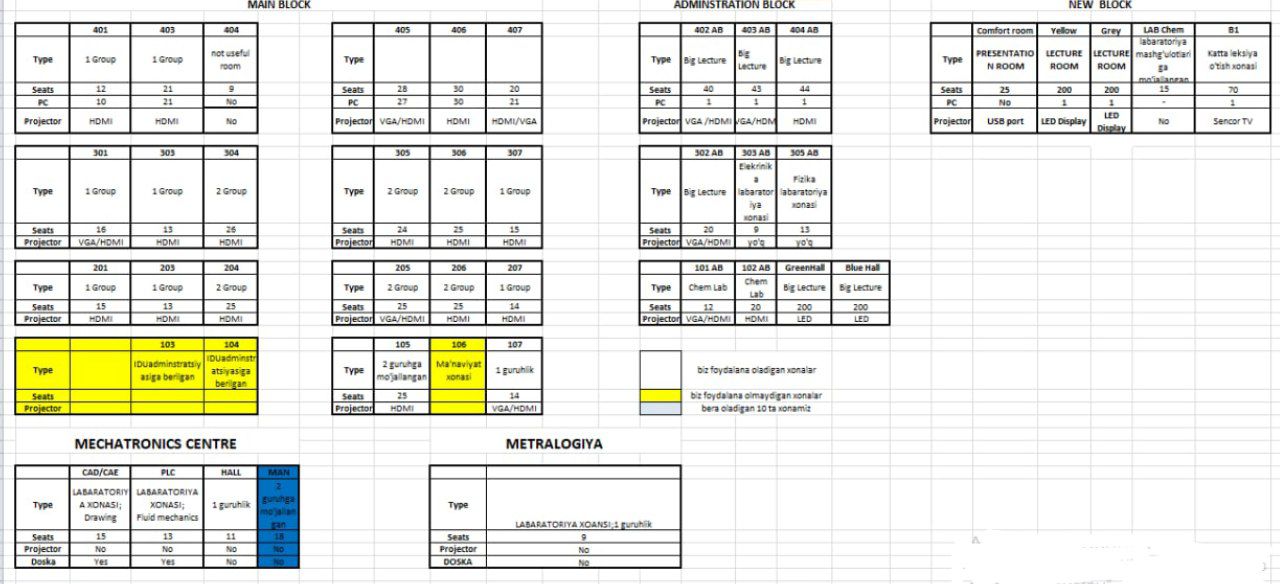 MAIN BLOCK
ADMINSTRATION BLOCK
NEW BLOCK
401 403 404
Type 1 Group 1 Group not useful room
Seats 12 21 9
PC 10 21 No
Projector HDMI HDMI No
405 406 407
Type
Seats 28 30 20
PC 27 30 21
Projector VGA/HDMI HDMI HDMI/VGA
402 AB 403 AB 404 AB
Type Big Lecture Big Lecture Big Lecture
Seats 40 43 44
PC 1 1 1
Projector VGA /HDMI VGA/HDM HDMI
Comfort room Yellow Grey LAB Chem B1
Type PRESENTATIO N ROOM LECTURE ROOM LECTURE ROOM labaratoriya mashg'ulotlari ga mo'ljallangan Katta leksiya o'tish xonasi
Seats 25 200 200 15 70
PC No 1 1 - 1
Projector USB port LED Display LED Display No Sencor TV
301 303 304
Type 1 Group 1 Group 2 Group
Seats 16 13 26
Projector VGA/HDMI HDMI HDMI
305 306 307
Type 2 Group 2 Group 1 Group
Seats 24 25 15
Projector HDMI HDMI HDMI
302 AB 303 AB 305 AB
Type Big Lecture Elekrinik a labarator iya xonasi Fizika labaratoriya xonasi
Seats 20 9 13
Projector VGA/HDMI yo'q yo'q
201 203 204
Type 1 Group 1 Group 2 Group
Seats 15 13 25
Projector HDMI HDMI HDMI
205 206 207
Type 2 Group 2 Group 1 Group
Seats 25 25 14
Projector VGA/HDMI HDMI HDMI
101 AB 102 AB GreenHall Blue Hall
Type Chem Lab Chem Lab Big Lecture Big Lecture
Seats 12 20 200 200
Projector VGA/HDMI HDMI LED LED
103 104
Type IDUadminstratsiy asiga berilgan IDUadminstr atsiyasiga berilgan
Seats
Projector
105 106 107
Type 2 guruhga mo'jallangan Ma'naviyat xonasi 1 guruhlik
Seats 25 14
Projector HDMI VGA/HDMI
biz foydalana oladigan xonalar
biz foydalana olmaydigan xonalar
bera oladigan 10 ta xonamiz
MECHATRONICS CENTRE
CAD/CAE PLC HALL MAN
Type LABARATORIY A XONASI; Drawing LABARATORIYA XONASI; Fluid mechanics 1 guruhlik 2 guruhga mo'jallan gan
Seats 15 13 11 18
Projector No No No No
Doska Yes Yes No No
METRALOGIYA
Type LABARATORIYA XOANSI;1 guruhlik
Seats 9
Projector No
DOSKA No